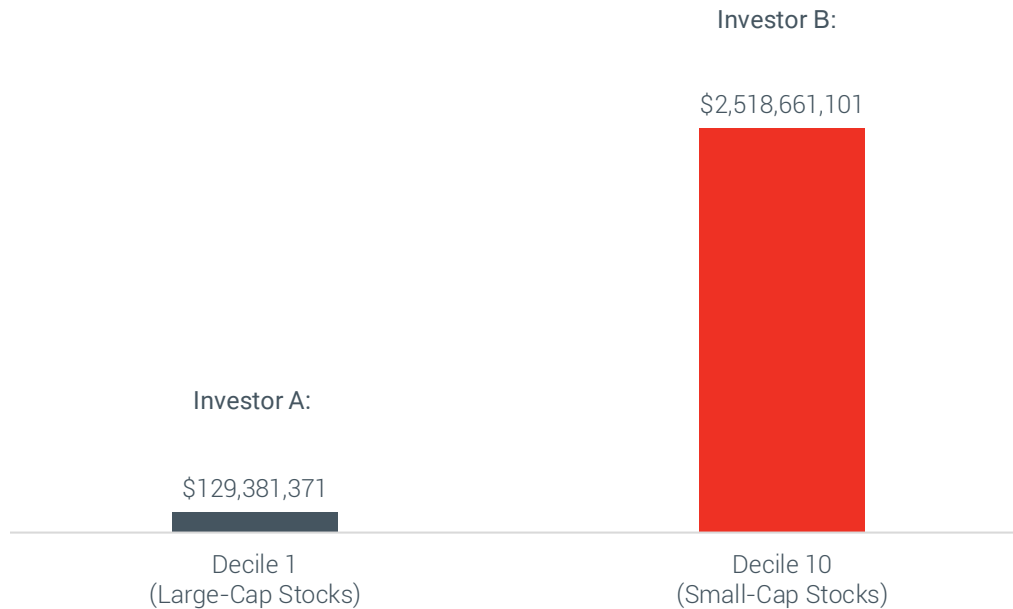 Investor B:
$2,518,661,101
Investor A:
$129,381,371
Decile 1
(Large-Cap Stocks)
Decile 10
(Small-Cap Stocks)